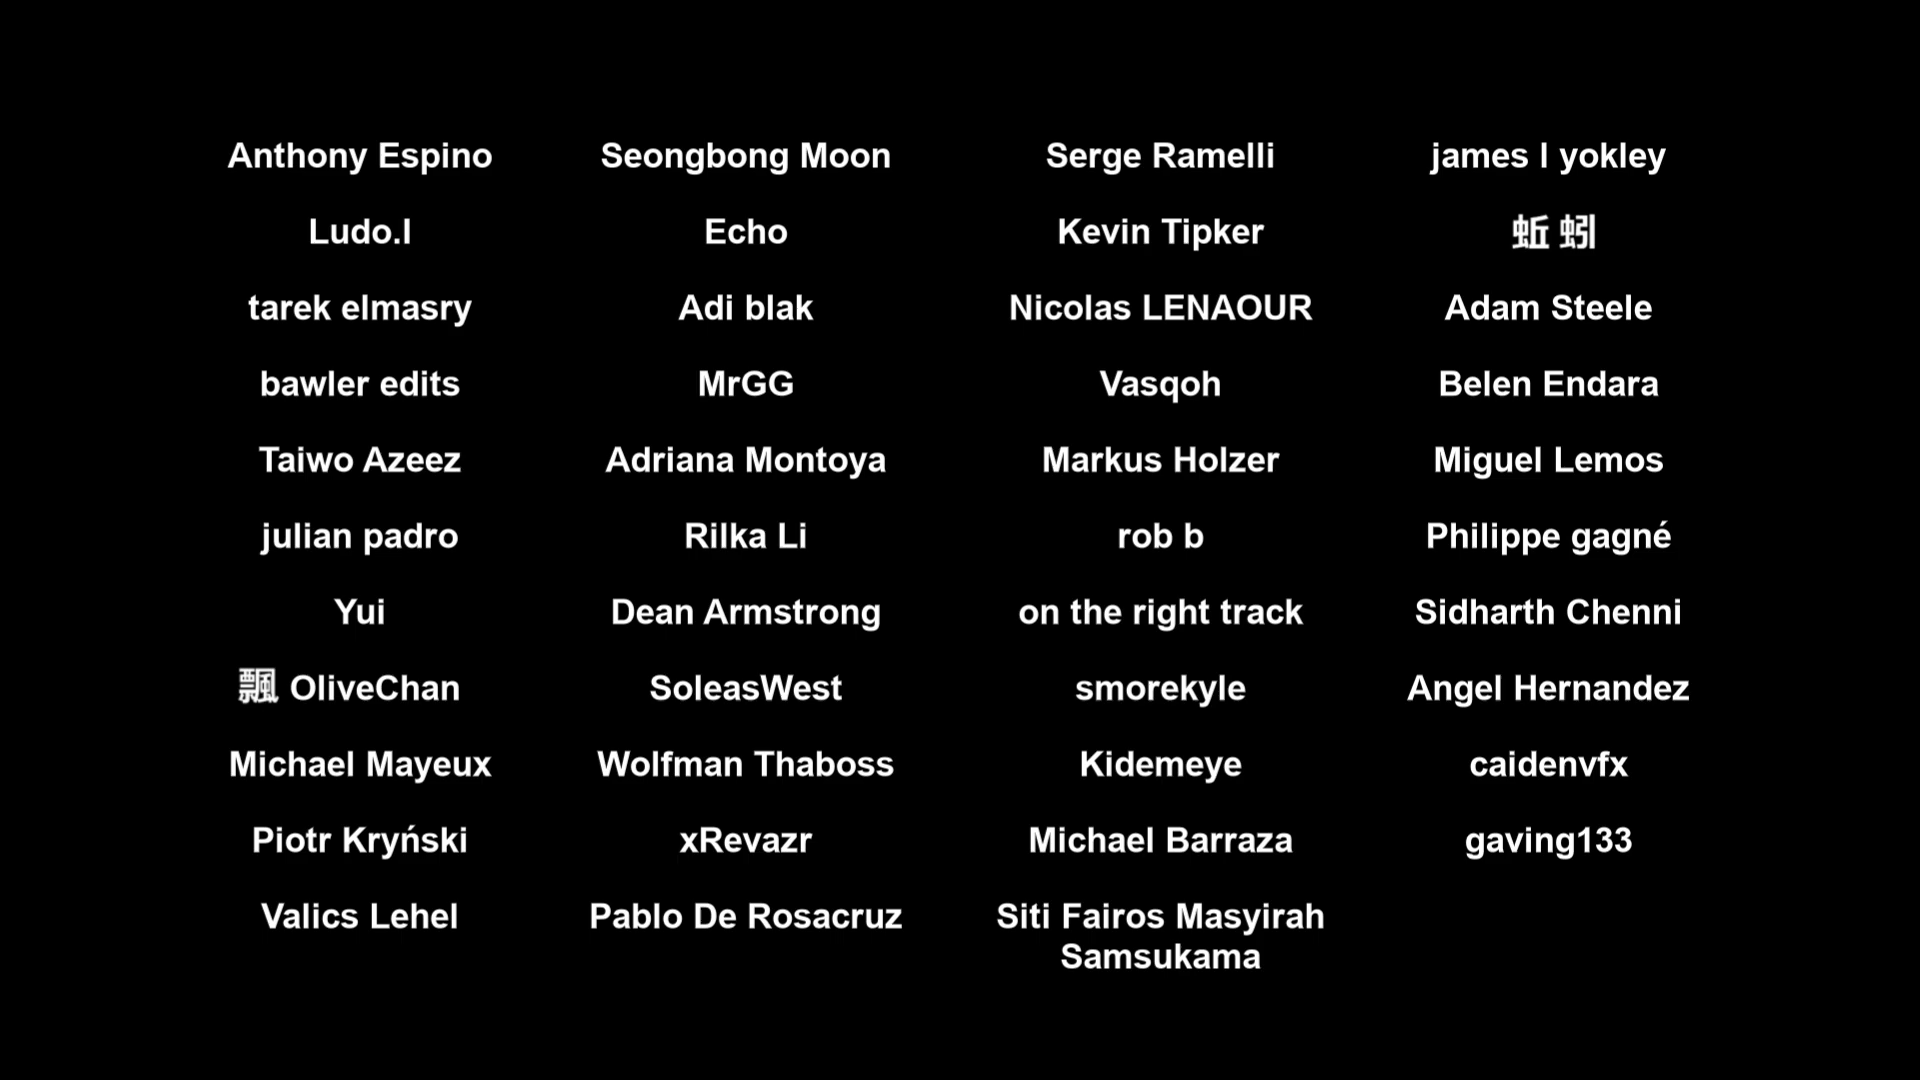 Anthony Espino
Ludo.I
tarek elmasry
bawler edits
Taiwo Azeez
julian padro
Yui
飄 OliveChan
Michael Mayeux
Piotr Kryński
Valics Lehel
Seongbong Moon
Echo
Adi blak
MrGG
Adriana Montoya
Rilka Li
Dean Armstrong
SoleasWest
Wolfman Thaboss
xRevazr
Pablo De Rosacruz
Serge Ramelli
Kevin Tipker
Nicolas LENAOUR
Vasqoh
Markus Holzer
rob b
on the right track
smorekyle
Kidemeye
Michael Barraza
Siti Fairos Masyirah
Samsukama
james l yokley
蚯 蚓
Adam Steele
Belen Endara
Miguel Lemos
Philippe gagné
Sidharth Chenni
Angel Hernandez
caidenvfx
gaving133